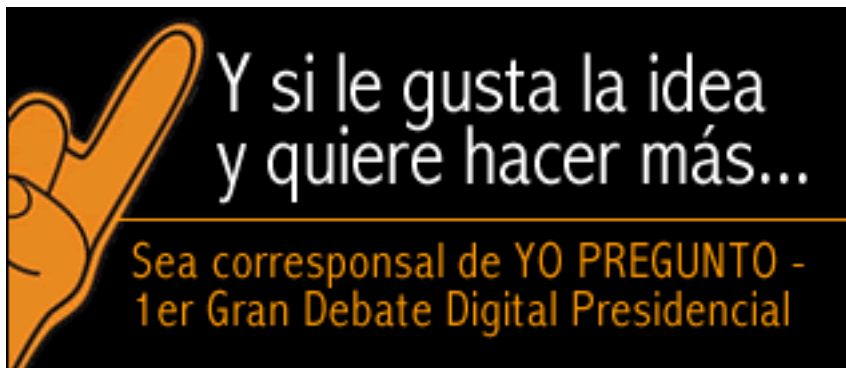 Y si le gusta la idea
y quiere hacer más...
Sea corresponsal de YO PREGUNTO -
1er Gran Debate Digital Presidencial